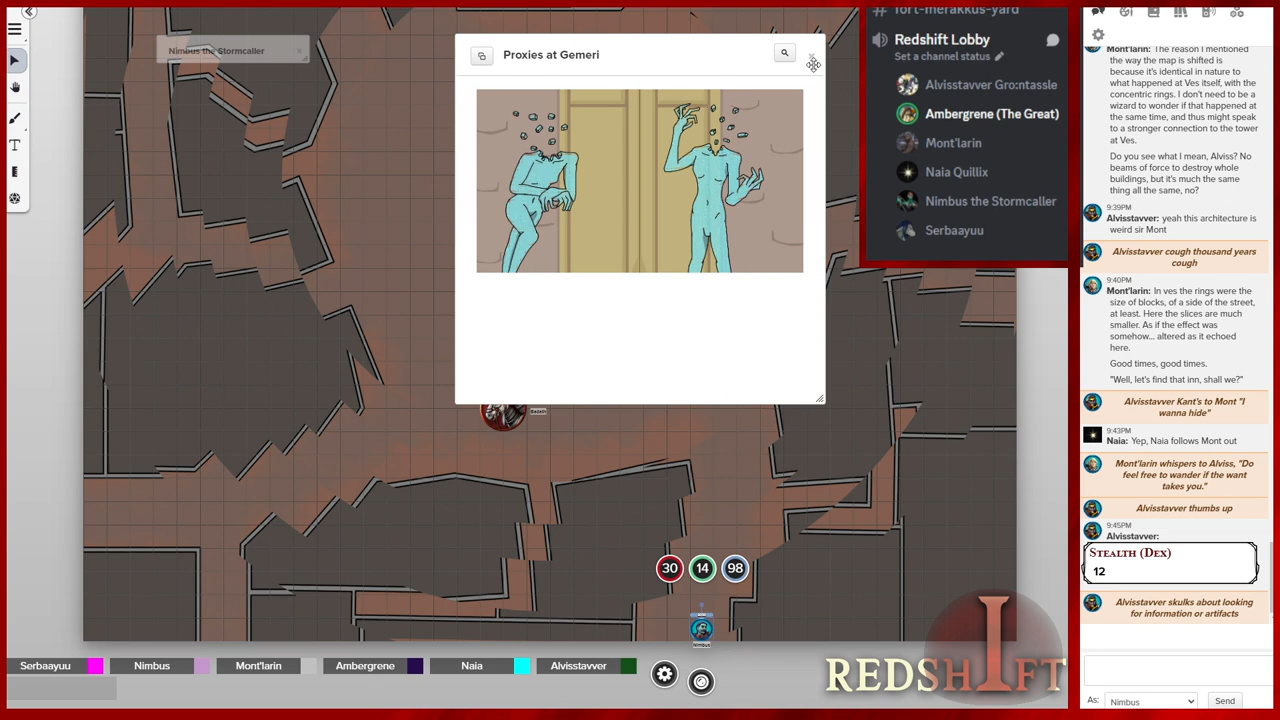 Nimbus the Stormcaller
Proxies at Gemeri
# fort-merakkus-yard
Redshift Lobby
Set a channel status
Alvisstavver Gro:ntassle
Ambergrene (The Great)
Mont'larin
Naia Quillix
Nimbus the Stormcaller
Serbaayuu
Mont'larin: The reason I mentioned
the way the map is shifted is
because it's identical in nature to
what happened at Ves itself, with the
concentric rings. I don't need to be a
wizard to wonder if that happened at
the same time, and thus might speak
to a stronger connection to the tower
at Ves.
Do you see what I mean, Alviss? No
beams of force to destroy whole
buildings, but it's much the same
thing all the same, no?
9:39PM
Alvisstavver: yeah this architecture is
weird sir Mont
Alvisstavver cough thousand years
cough
9:40PM
Mont'larin: In ves the rings were the
size of blocks, of a side of the street,
at least. Here the slices are much
smaller. As if the effect was
somehow... altered as it echoed
here.
Good times, good times.
"Well, let's find that inn, shall we?"
Alvisstavver Kant's to Mont "I
wanna hide"
9:43PM
Naia: Yep, Naia follows Mont out
Mont'larin whispers to Alviss, "Do
feel free to wander if the want
takes you."
Alvisstavver thumbs up
9:45PM
Alvisstavver:
Stealth (Dex)
12
Alvisstavver skulks about looking
for information or artifacts
As: Nimbus Send
30 14 98
Nimbus
Serbaayuu Nimbus Mont'larin Ambergrene Naia Alvisstavver
REDSHIFT